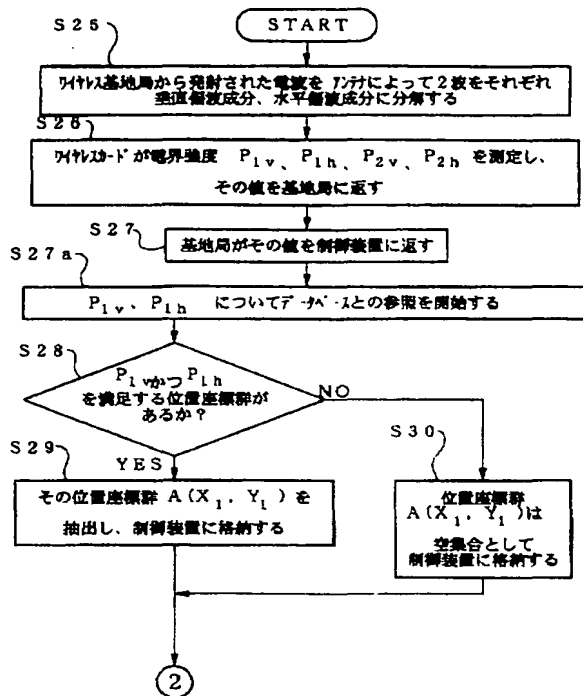 START
S25
ワイヤレス基地局から発射された電波をアンテナによって2波をそれぞれ
垂直偏波成分、水平偏波成分に分解する
S26
ワイヤレスカードが電界強度 P1v、P1h、P2v、P2h を測定し、
その値を基地局に返す
S27
基地局がその値を制御装置に返す
S27a
P1v、P1h についてデータベースとの参照を開始する
S28
P1vかつP1h
を満足する位置座標群が
あるか?
NO
YES
S29
その位置座標群 A(X1, Y1) を
抽出し、制御装置に格納する
S30
位置座標群
A(X1, Y1)は
空集合として
制御装置に格納する
2